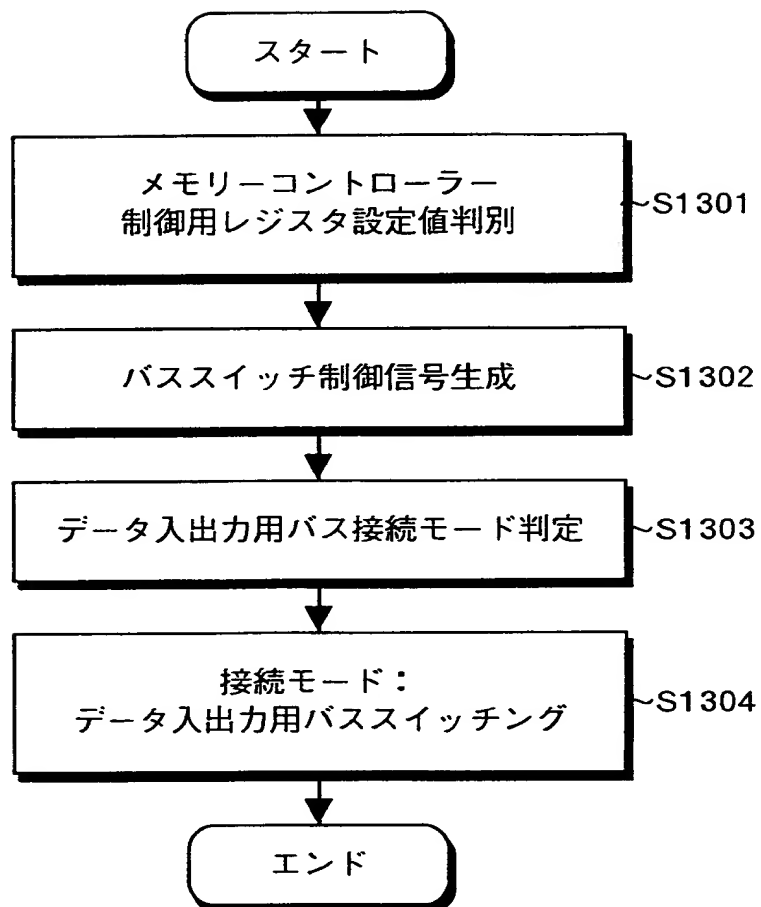 スタート
メモリーコントローラー
制御用レジスタ設定値判別
S1301
バススイッチ制御信号生成
S1302
データ入出力用バス接続モード判定
S1303
接続モード：
データ入出力用バススイッチング
S1304
エンド